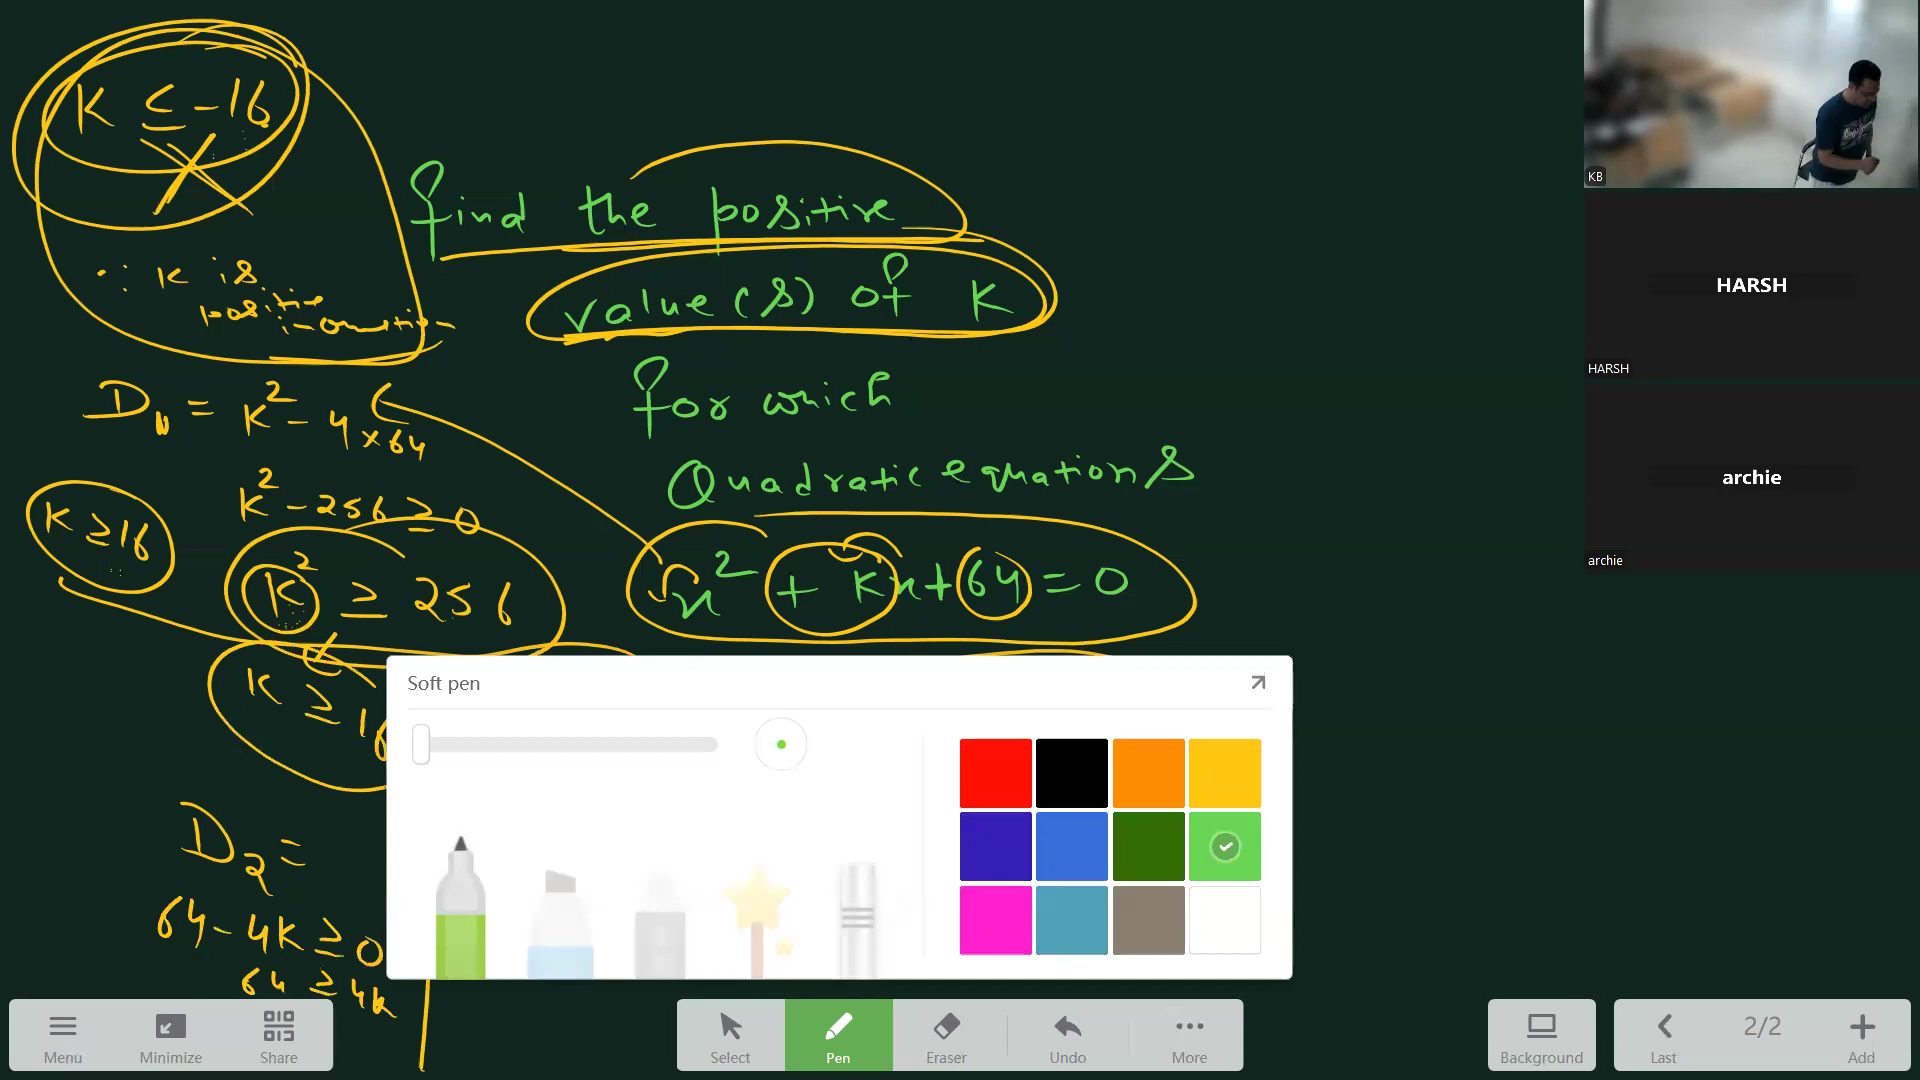 K ≤ -16
∵ K is
positive
find the positive
value(s) of K
for which
Quadratic equations
x² + Kx + 64 = 0
D₁ = K² - 4 × 64
K² - 256 ≥ 0
K ≥ 16
K² ≥ 256
K ≥ 16
D₂ =
64 - 4K ≥ 0
64 ≥ 4K
Soft pen
Menu
Minimize
Share
Select
Pen
Eraser
Undo
More
Background
Last
2/2
Add
KB
HARSH
HARSH
archie
archie